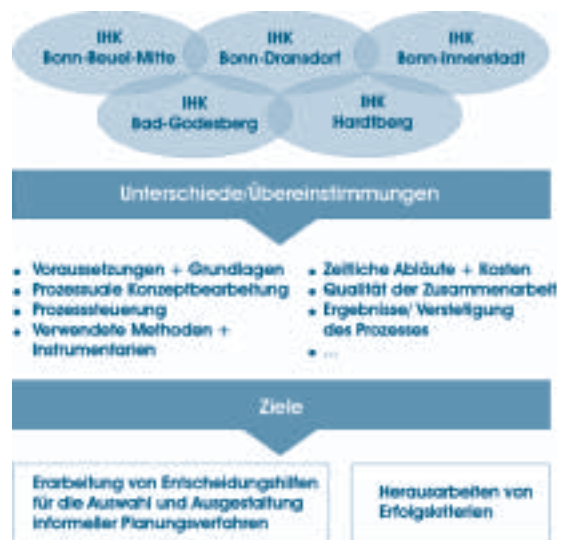 IHK
Bonn-Beuel-Mitte
IHK
Bonn-Dransdorf
IHK
Bonn-Innenstadt
IHK
Bad-Godesberg
IHK
Hardtberg
Unterschiede/Übereinstimmungen
• Voraussetzungen + Grundlagen
• Prozessuale Konzeptbearbeitung
• Prozesssteuerung
• Verwendete Methoden +
Instrumentarien
• Zeitliche Abläufe + Kosten
• Qualität der Zusammenarbeit
• Ergebnisse/ Verstetigung
des Prozesses
• ...
Ziele
Erarbeitung von Entscheidungshilfen
für die Auswahl und Ausgestaltung
informeller Planungsverfahren
Herausarbeiten von
Erfolgskriterien